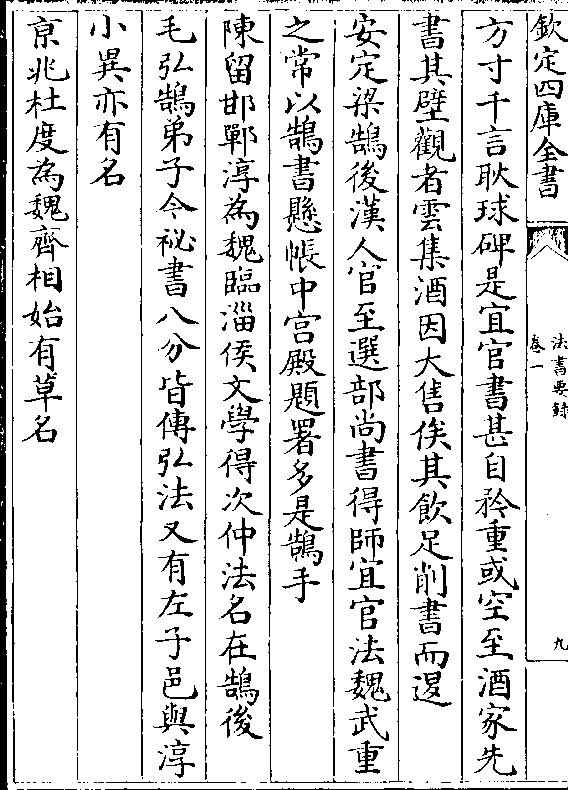 欽定四庫全書
法書要錄
卷一
九
方寸千言耿球碑是宜官書甚自矜重或空至酒家先
書其壁觀者雲集酒因大售俟其飲足削書而退
安定梁鵠後漢人官至選部尚書得師宜官法魏武重
之常以鵠書懸帳中宫殿題署多是鵠手
陳留邯鄲淳為魏臨淄侯文學得次仲法名在鵠後
毛弘鵠弟子今祕書八分皆傳弘法又有左子邑與淳
小異亦有名
亰兆杜度為魏齊相始有草名